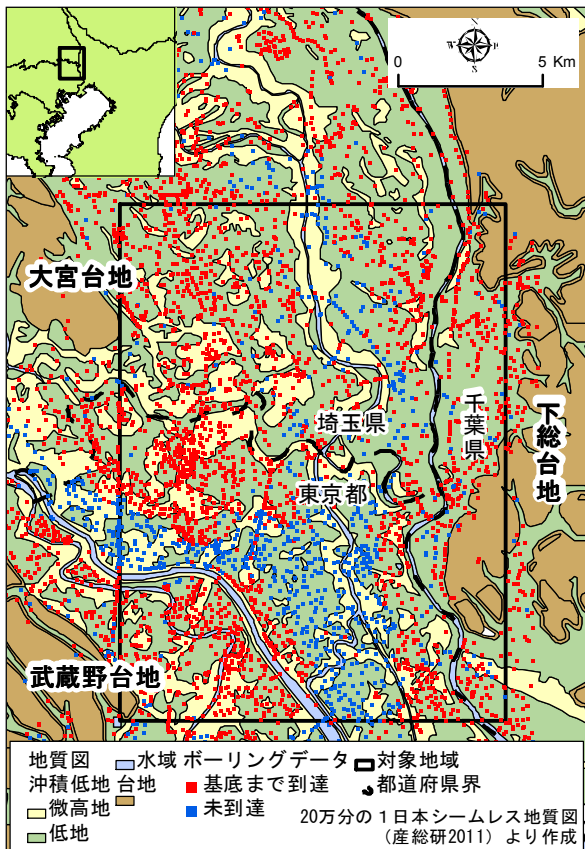 N
W E
S
0 5 Km
大宮台地
埼玉県
千葉県
下総台地
東京都
武蔵野台地
地質図 水域 ボーリングデータ 対象地域
沖積低地 台地 基底まで到達 都道府県界
微高地 未到達
低地
20万分の1日本シームレス地質図
(産総研2011) より作成